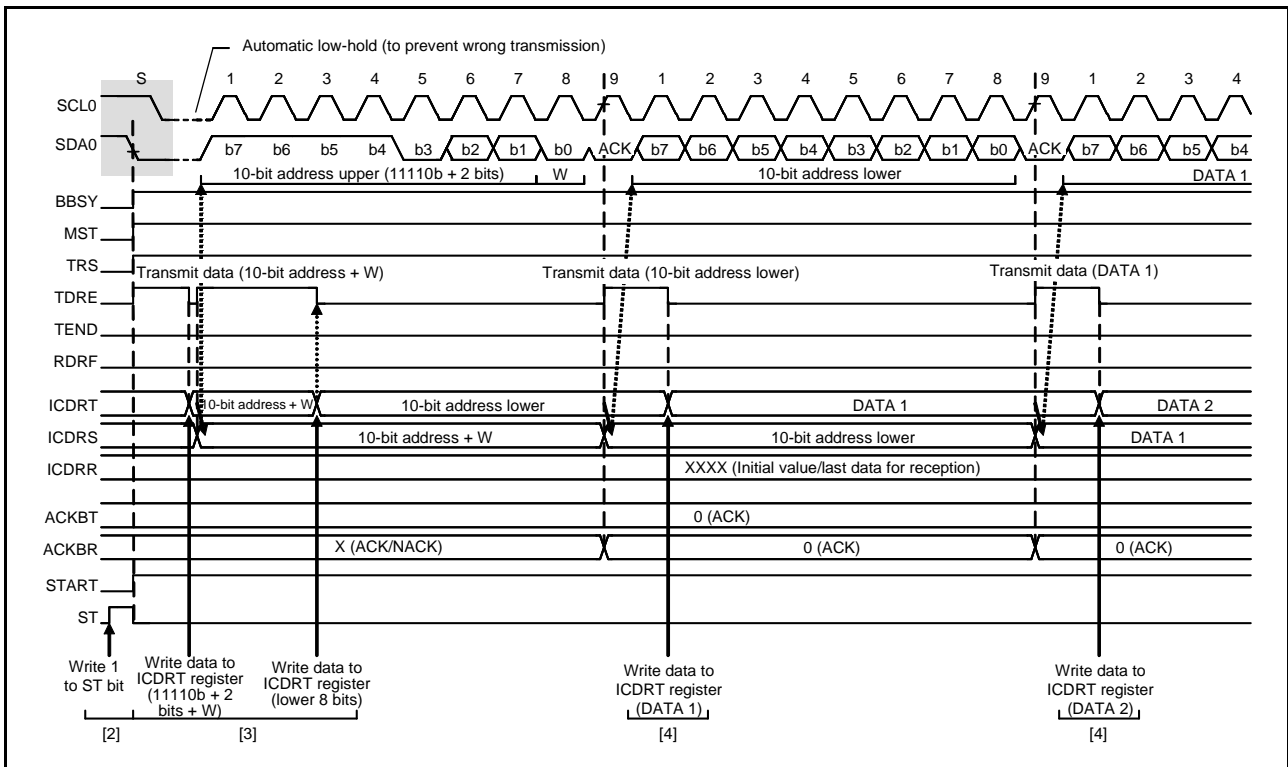 Automatic low-hold (to prevent wrong transmission)
S 1 2 3 4 5 6 7 8 9 1 2 3 4 5 6 7 8 9 1 2 3 4
SCL0
SDA0 b7 b6 b5 b4 b3 b2 b1 b0 ACK b7 b6 b5 b4 b3 b2 b1 b0 ACK b7 b6 b5 b4
10-bit address upper (11110b + 2 bits) W 10-bit address lower DATA 1
BBSY
MST
TRS
Transmit data (10-bit address + W) Transmit data (10-bit address lower) Transmit data (DATA 1)
TDRE
TEND
RDRF
ICDRT 10-bit address + W 10-bit address lower DATA 1 DATA 2
ICDRS 10-bit address + W 10-bit address lower DATA 1
ICDRR XXXX (Initial value/last data for reception)
ACKBT 0 (ACK)
ACKBR X (ACK/NACK) 0 (ACK) 0 (ACK)
START
ST
Write 1
to ST bit
Write data to
ICDRT register
(11110b + 2
bits + W)
Write data to
ICDRT register
(lower 8 bits)
Write data to
ICDRT register
(DATA 1)
Write data to
ICDRT register
(DATA 2)
[2] [3] [4] [4]